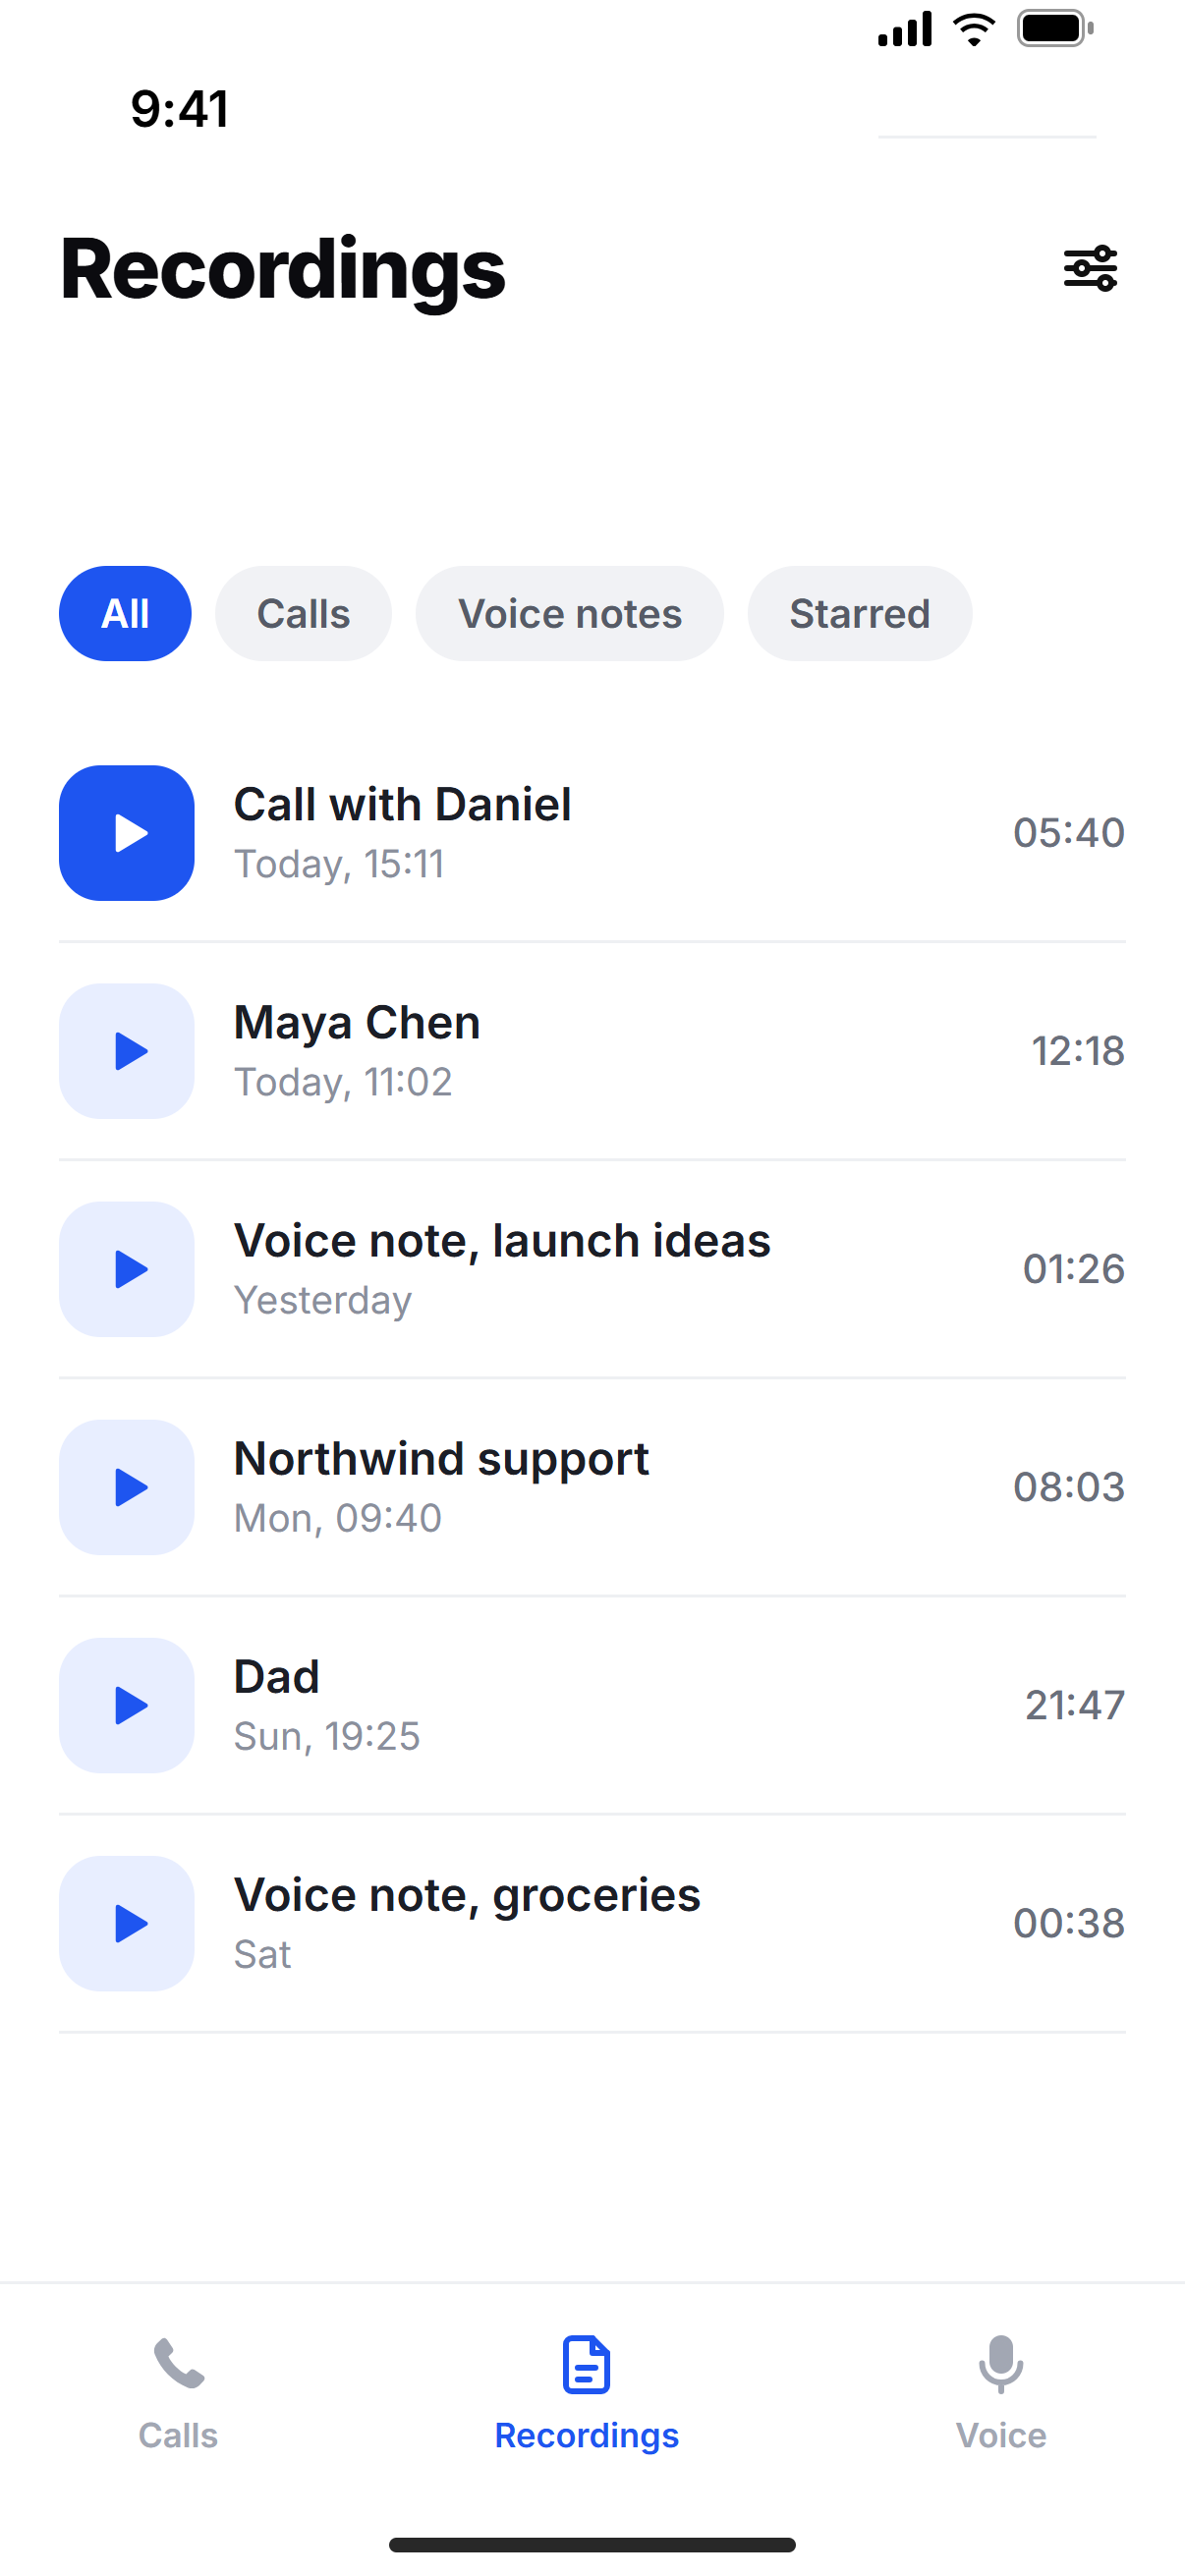 9:41
Recordings
All
Calls
Voice notes
Starred
Call with Daniel
Today, 15:11
05:40
Maya Chen
Today, 11:02
12:18
Voice note, launch ideas
Yesterday
01:26
Northwind support
Mon, 09:40
08:03
Dad
Sun, 19:25
21:47
Voice note, groceries
Sat
00:38
Calls
Recordings
Voice